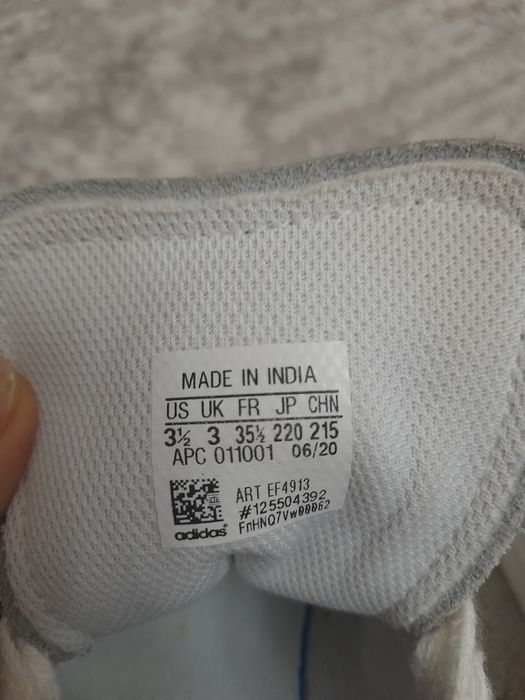 MADE IN INDIA
US UK FR JP CHN
3½ 3 35½ 220 215
APC 011001 06/20
ART EF4913
#125504392
FnHNQ7Vw00062
adidas